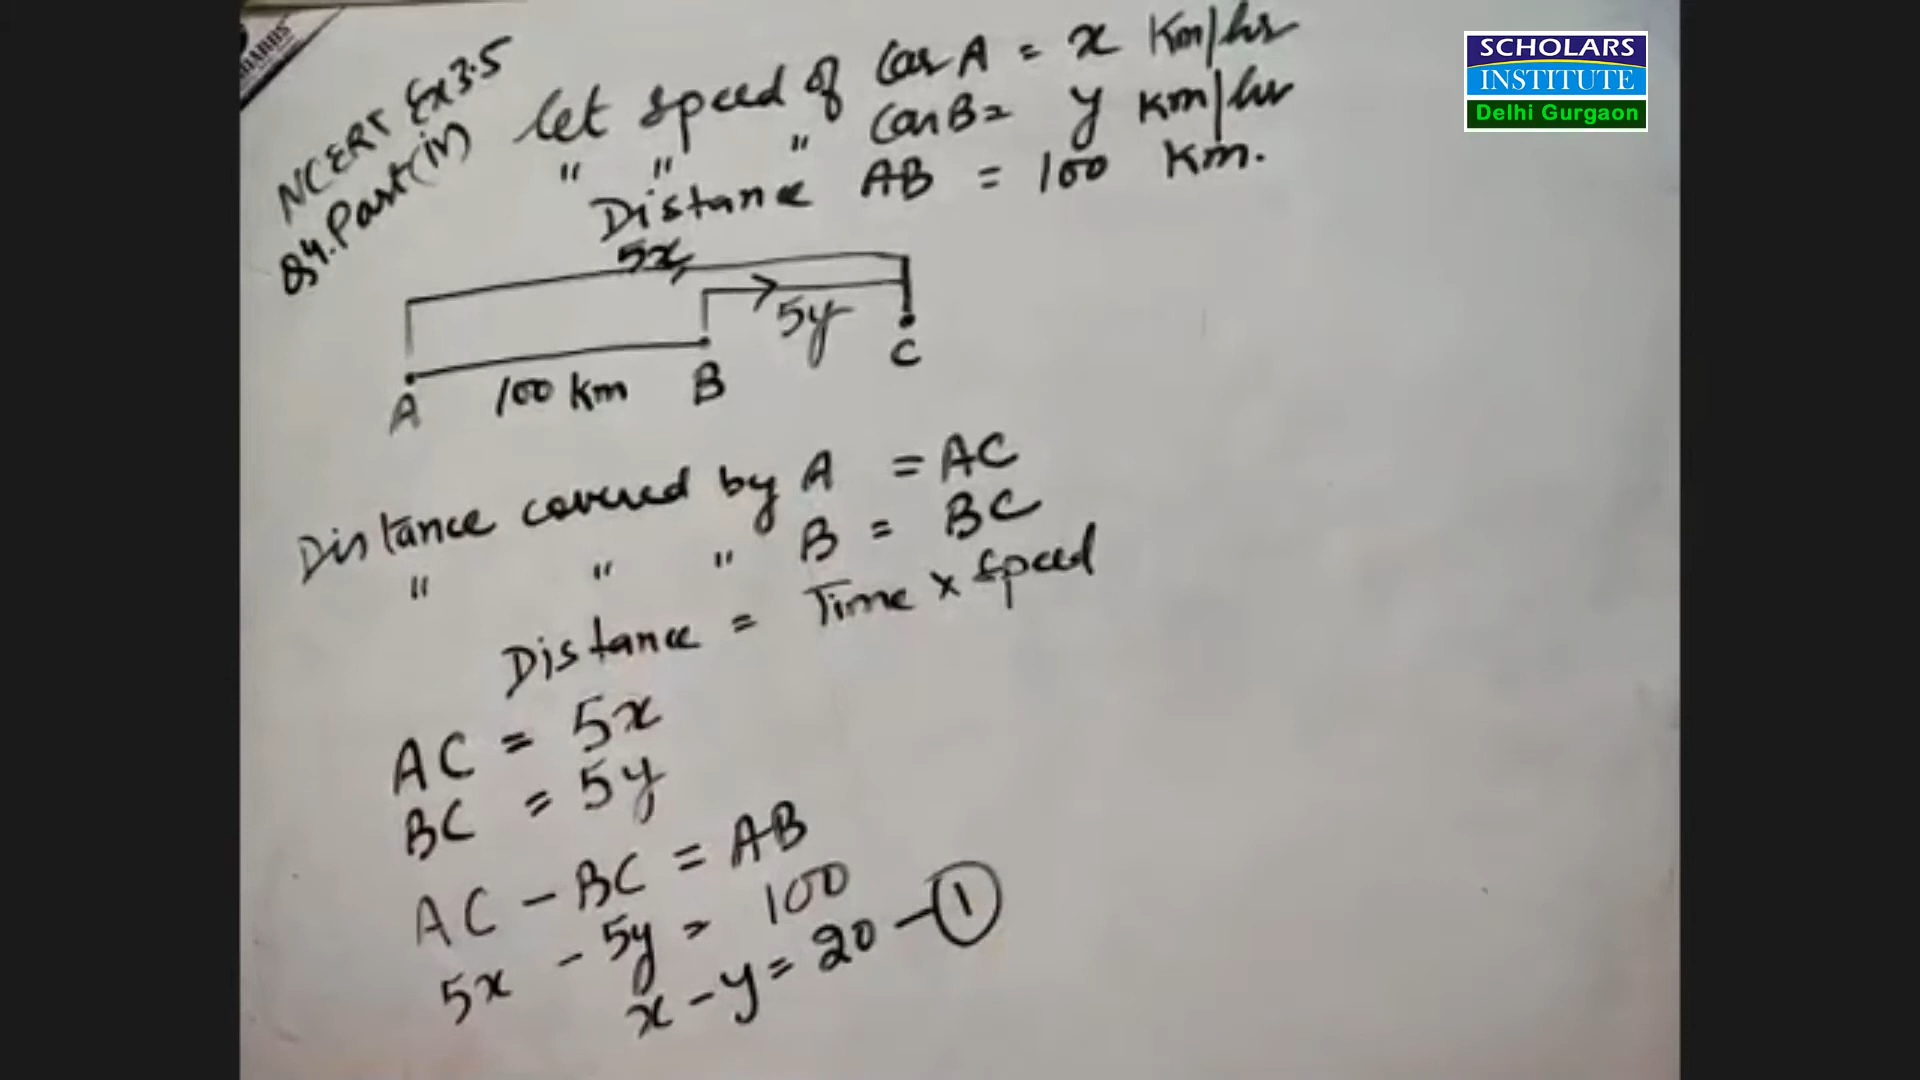 SCHOLARS
INSTITUTE
Delhi Gurgaon
NCERT Ex 3.5
Q4. Part (iv)
Let speed of Car A = x Km/hr
" " " Car B = y Km/hr
Distance AB = 100 Km.
5x
5y
A 100 Km B C
Distance covered by A = AC
" " " B = BC
Distance = Time × Speed
AC = 5x
BC = 5y
AC - BC = AB
5x - 5y = 100
x - y = 20 - ①